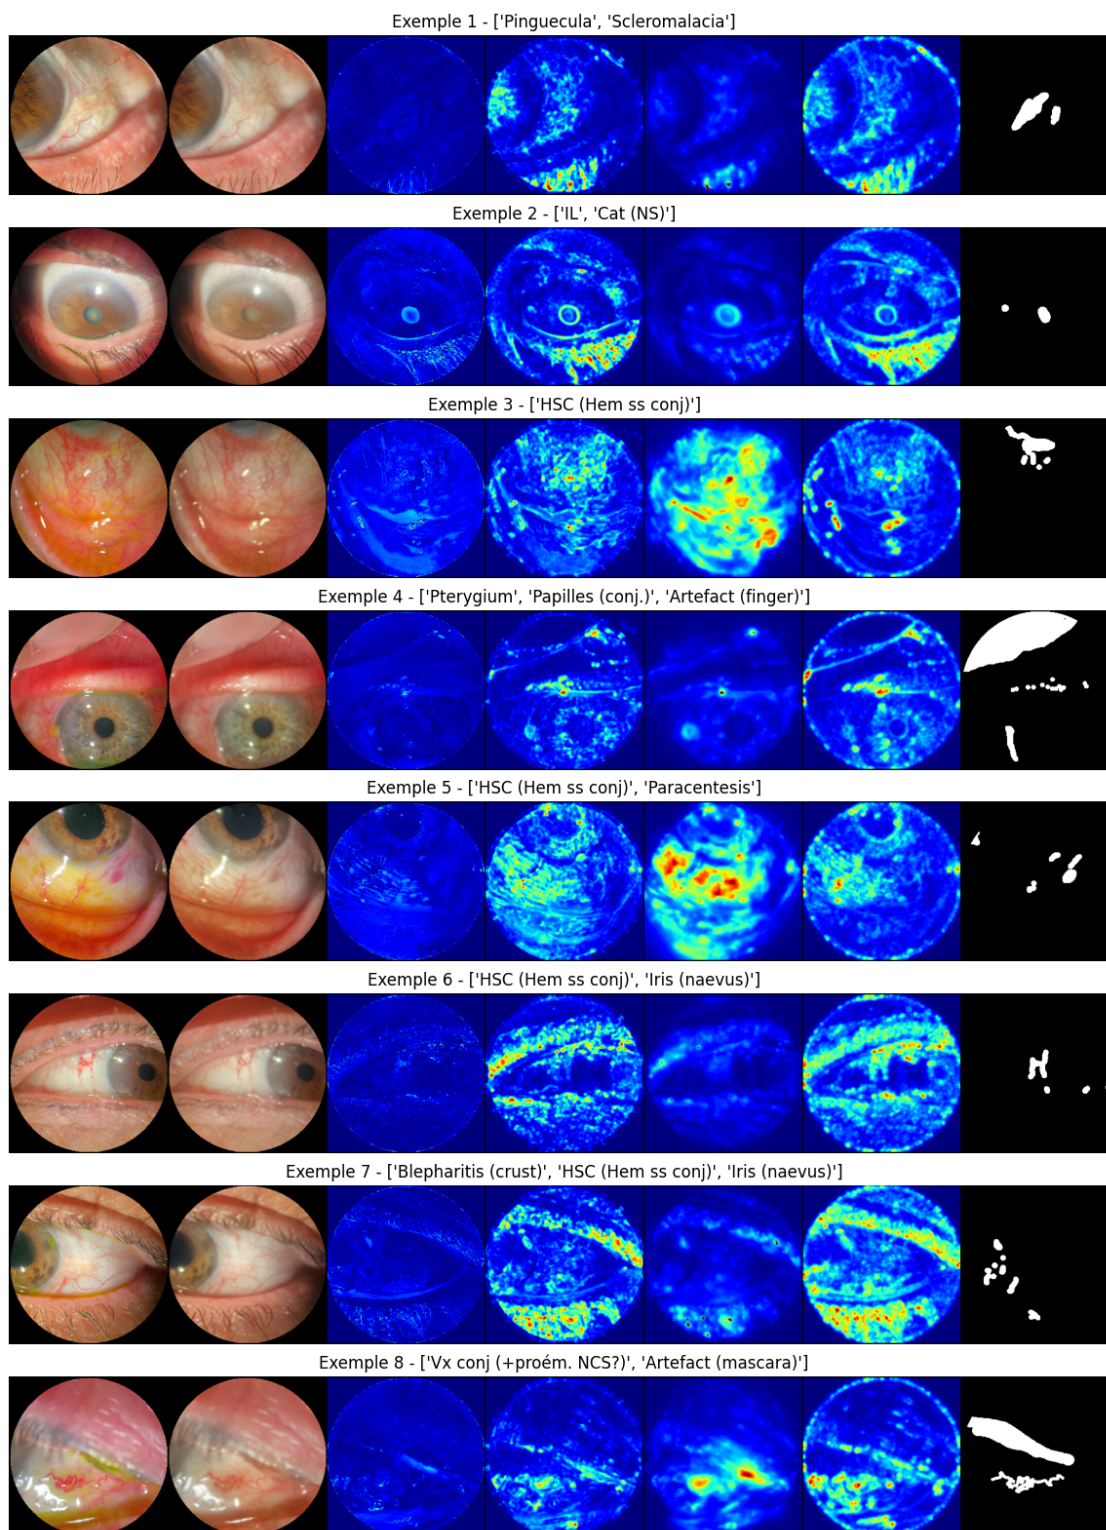 Exemple 1 - ['Pinguecula', 'Scleromalacia']
Exemple 2 - ['IL', 'Cat (NS)']
Exemple 3 - ['HSC (Hem ss conj)']
Exemple 4 - ['Pterygium', 'Papilles (conj.)', 'Artefact (finger)']
Exemple 5 - ['HSC (Hem ss conj)', 'Paracentesis']
Exemple 6 - ['HSC (Hem ss conj)', 'Iris (naevus)']
Exemple 7 - ['Blepharitis (crust)', 'HSC (Hem ss conj)', 'Iris (naevus)']
Exemple 8 - ['Vx conj (+proém. NCS?)', 'Artefact (mascara)']